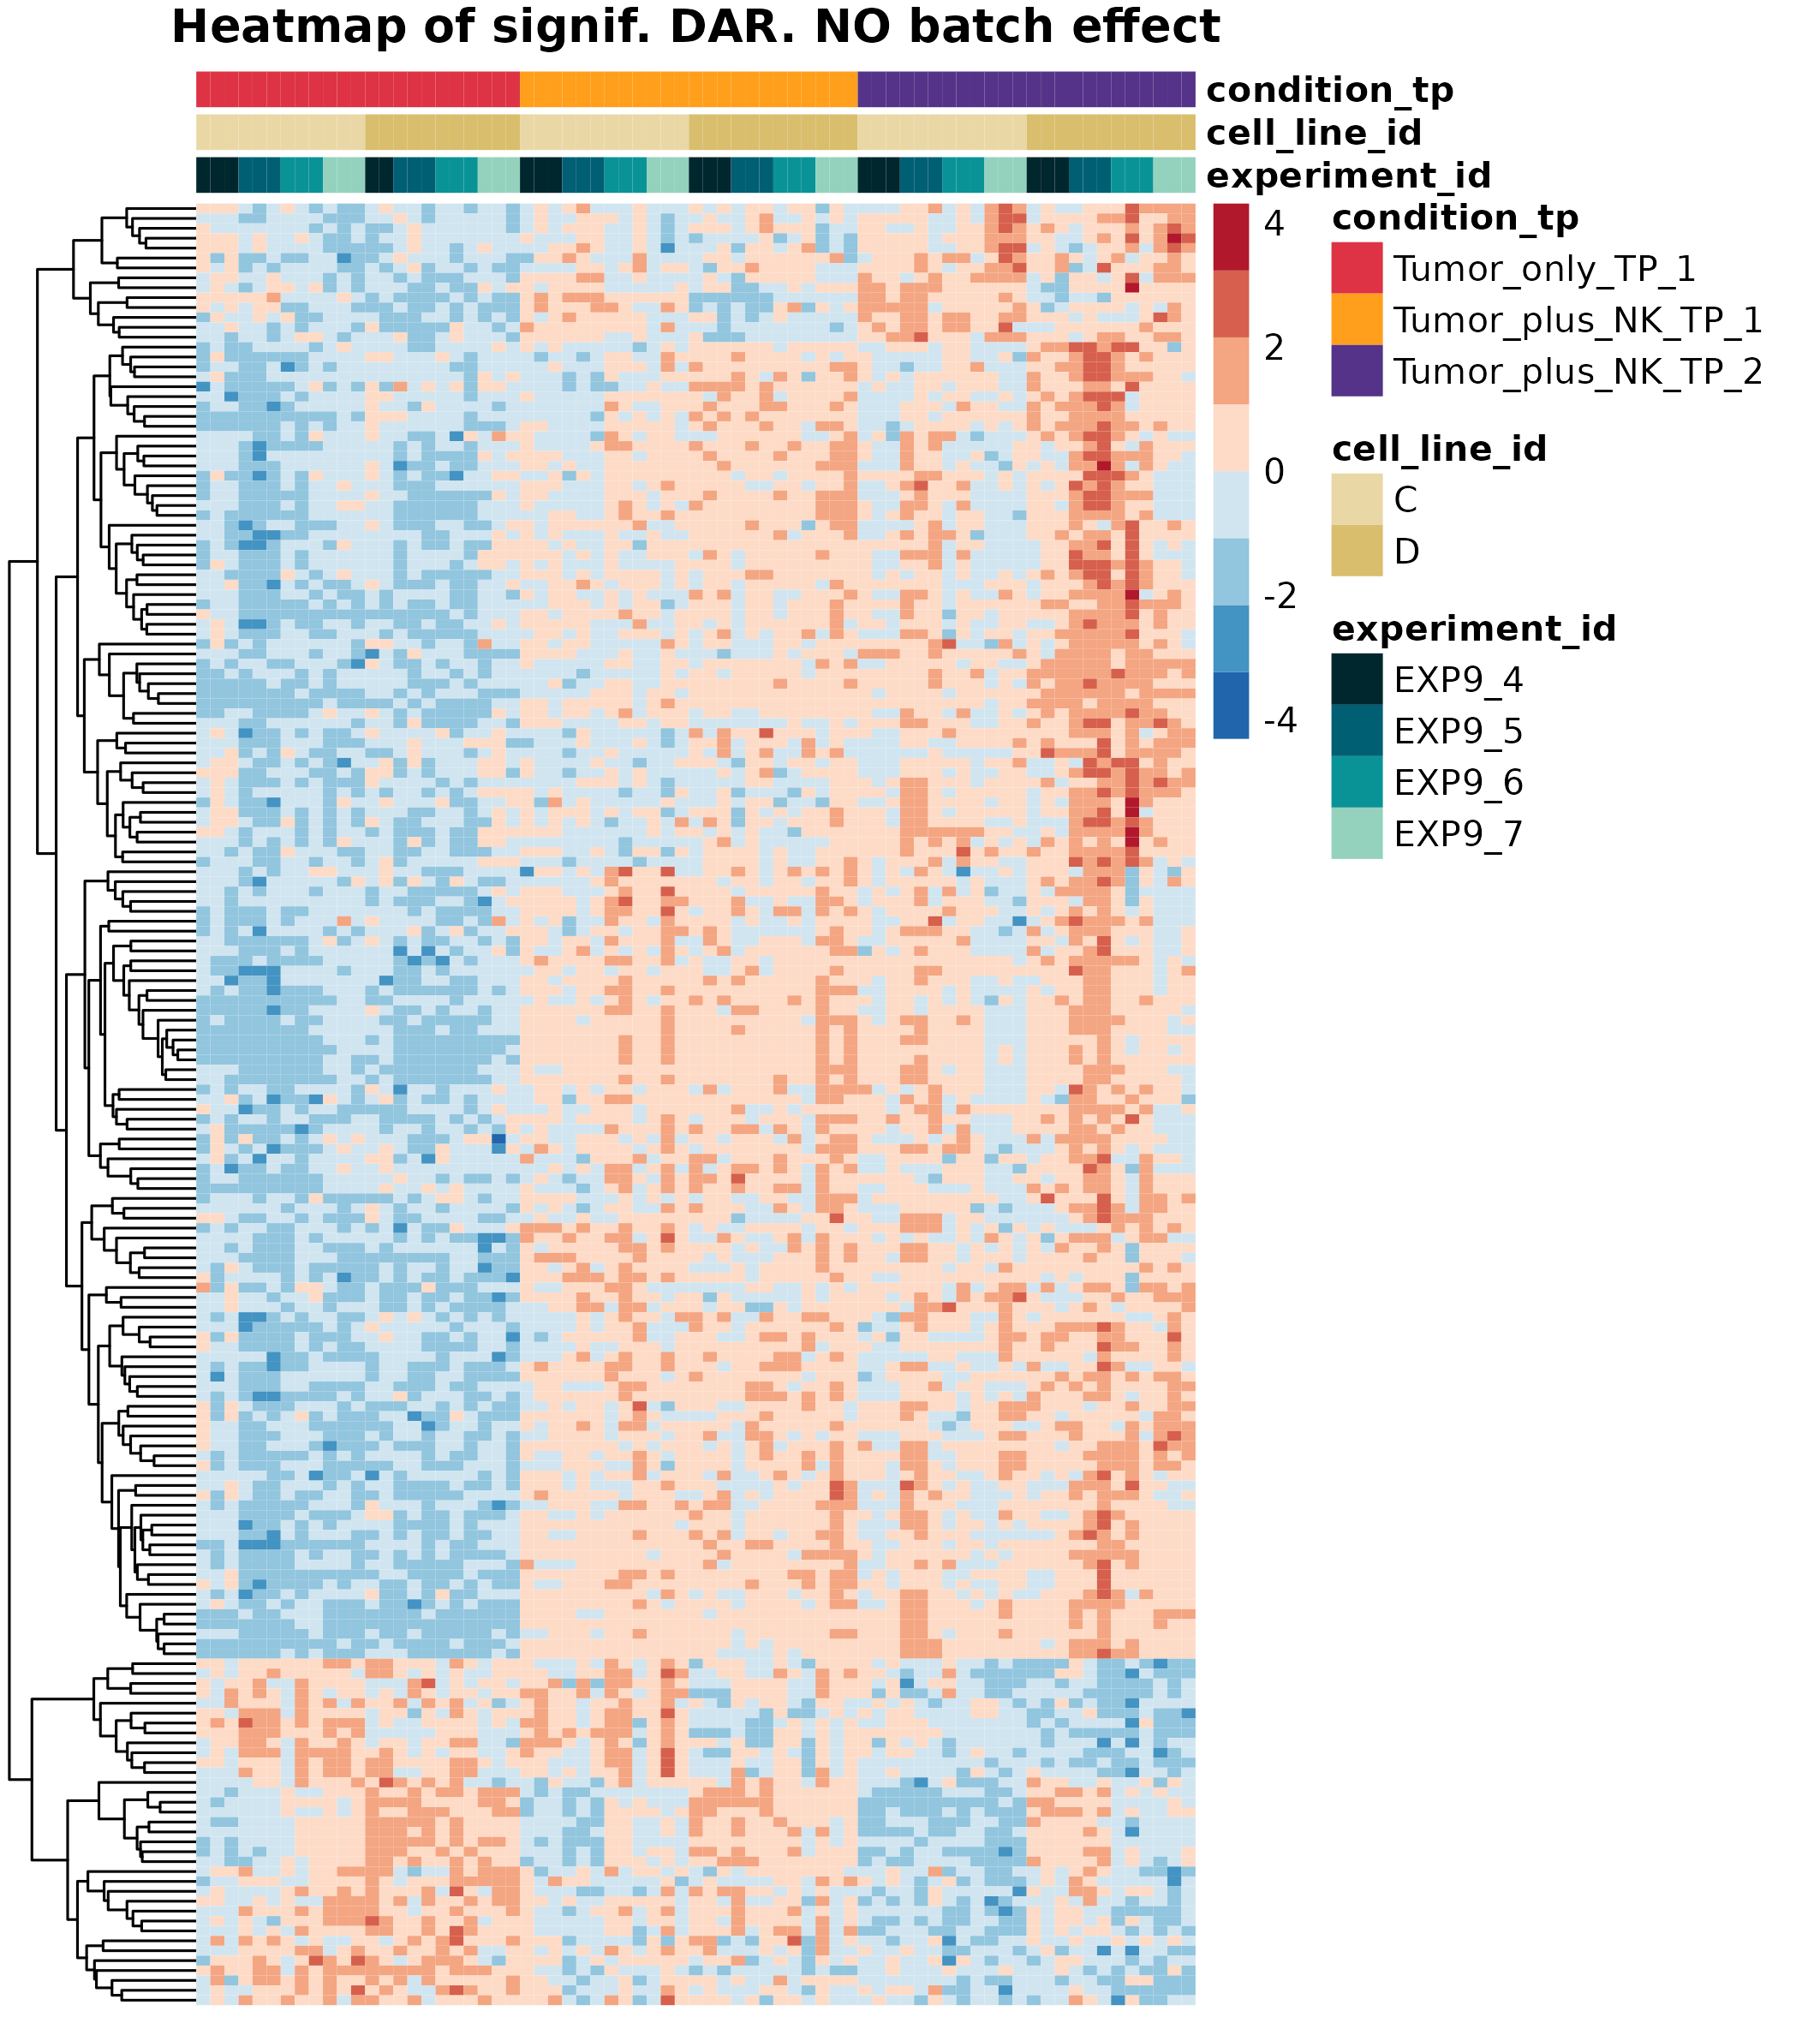 Heatmap of signif. DAR. NO batch effect
condition_tp
cell_line_id
experiment_id
4
2
0
-2
-4
condition_tp
Tumor_only_TP_1
Tumor_plus_NK_TP_1
Tumor_plus_NK_TP_2
cell_line_id
C
D
experiment_id
EXP9_4
EXP9_5
EXP9_6
EXP9_7